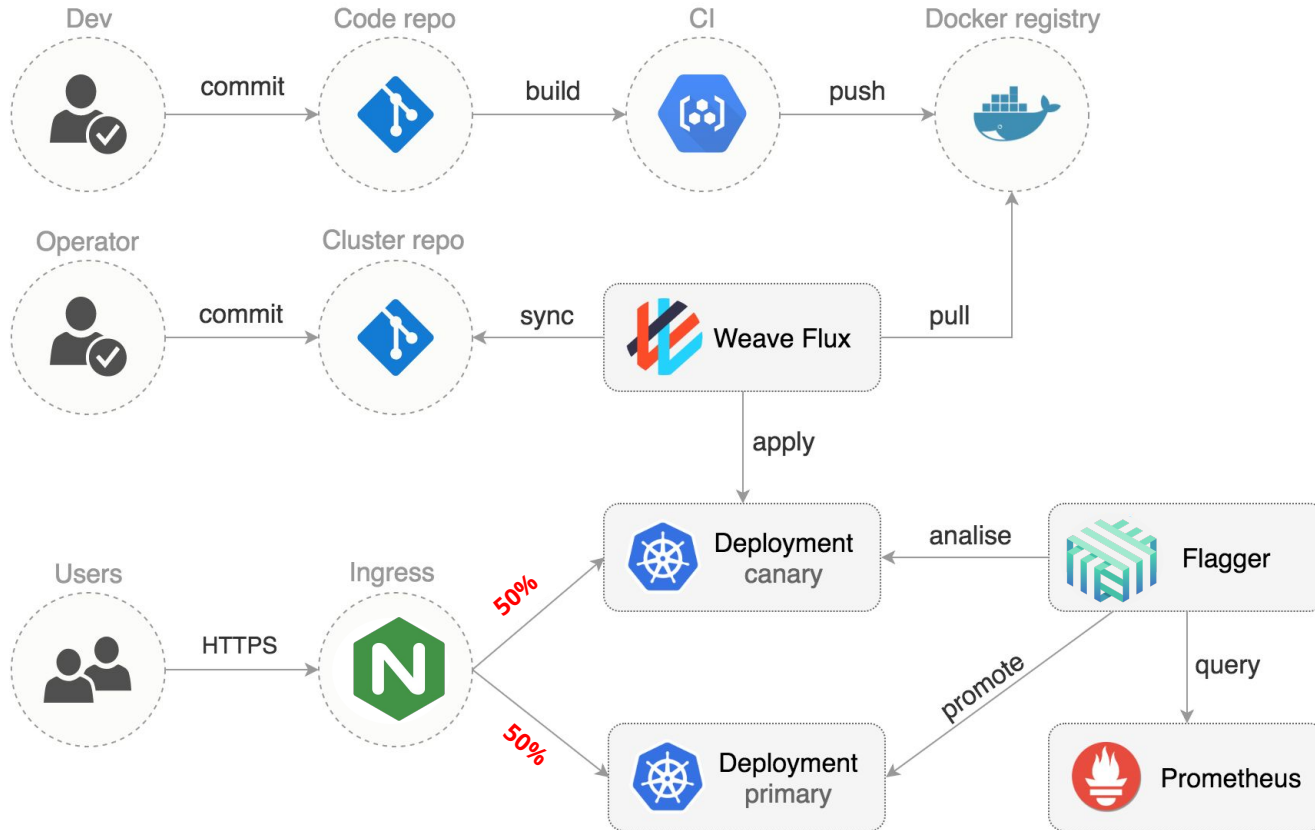 Dev
Code repo
CI
Docker registry
commit
build
push
Operator
Cluster repo
commit
sync
Weave Flux
pull
apply
Users
Ingress
HTTPS
50%
50%
Deployment
canary
analise
Flagger
promote
query
Deployment
primary
Prometheus